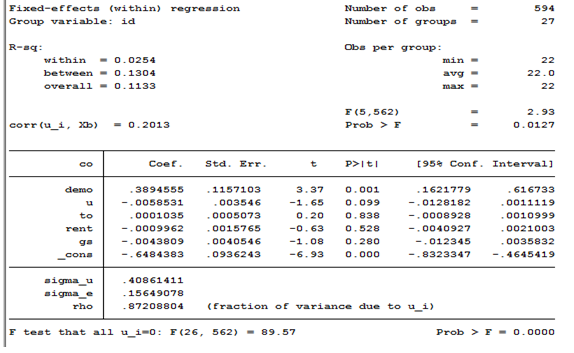 Fixed-effects (within) regression Number of obs = 594
Group variable: id Number of groups = 27
R-sq: Obs per group:
within = 0.0254 min = 22
between = 0.1304 avg = 22.0
overall = 0.1133 max = 22
F(5,562) = 2.93
corr(u_i, Xb) = 0.2013 Prob > F = 0.0127
co Coef. Std. Err. t P>|t| [95% Conf. Interval]
demo .3894555 .1157103 3.37 0.001 .1621779 .616733
u -.0058531 .003546 -1.65 0.099 -.0128182 .0011119
to .0001035 .0005073 0.20 0.838 -.0008928 .0010999
rent -.0009962 .0015765 -0.63 0.528 -.0040927 .0021003
gs -.0043809 .0040546 -1.08 0.280 -.012345 .0035832
_cons -.6484383 .0936243 -6.93 0.000 -.8323347 -.4645419
sigma_u .40861411
sigma_e .15649078
rho .87208804 (fraction of variance due to u_i)
F test that all u_i=0: F(26, 562) = 89.57 Prob > F = 0.0000